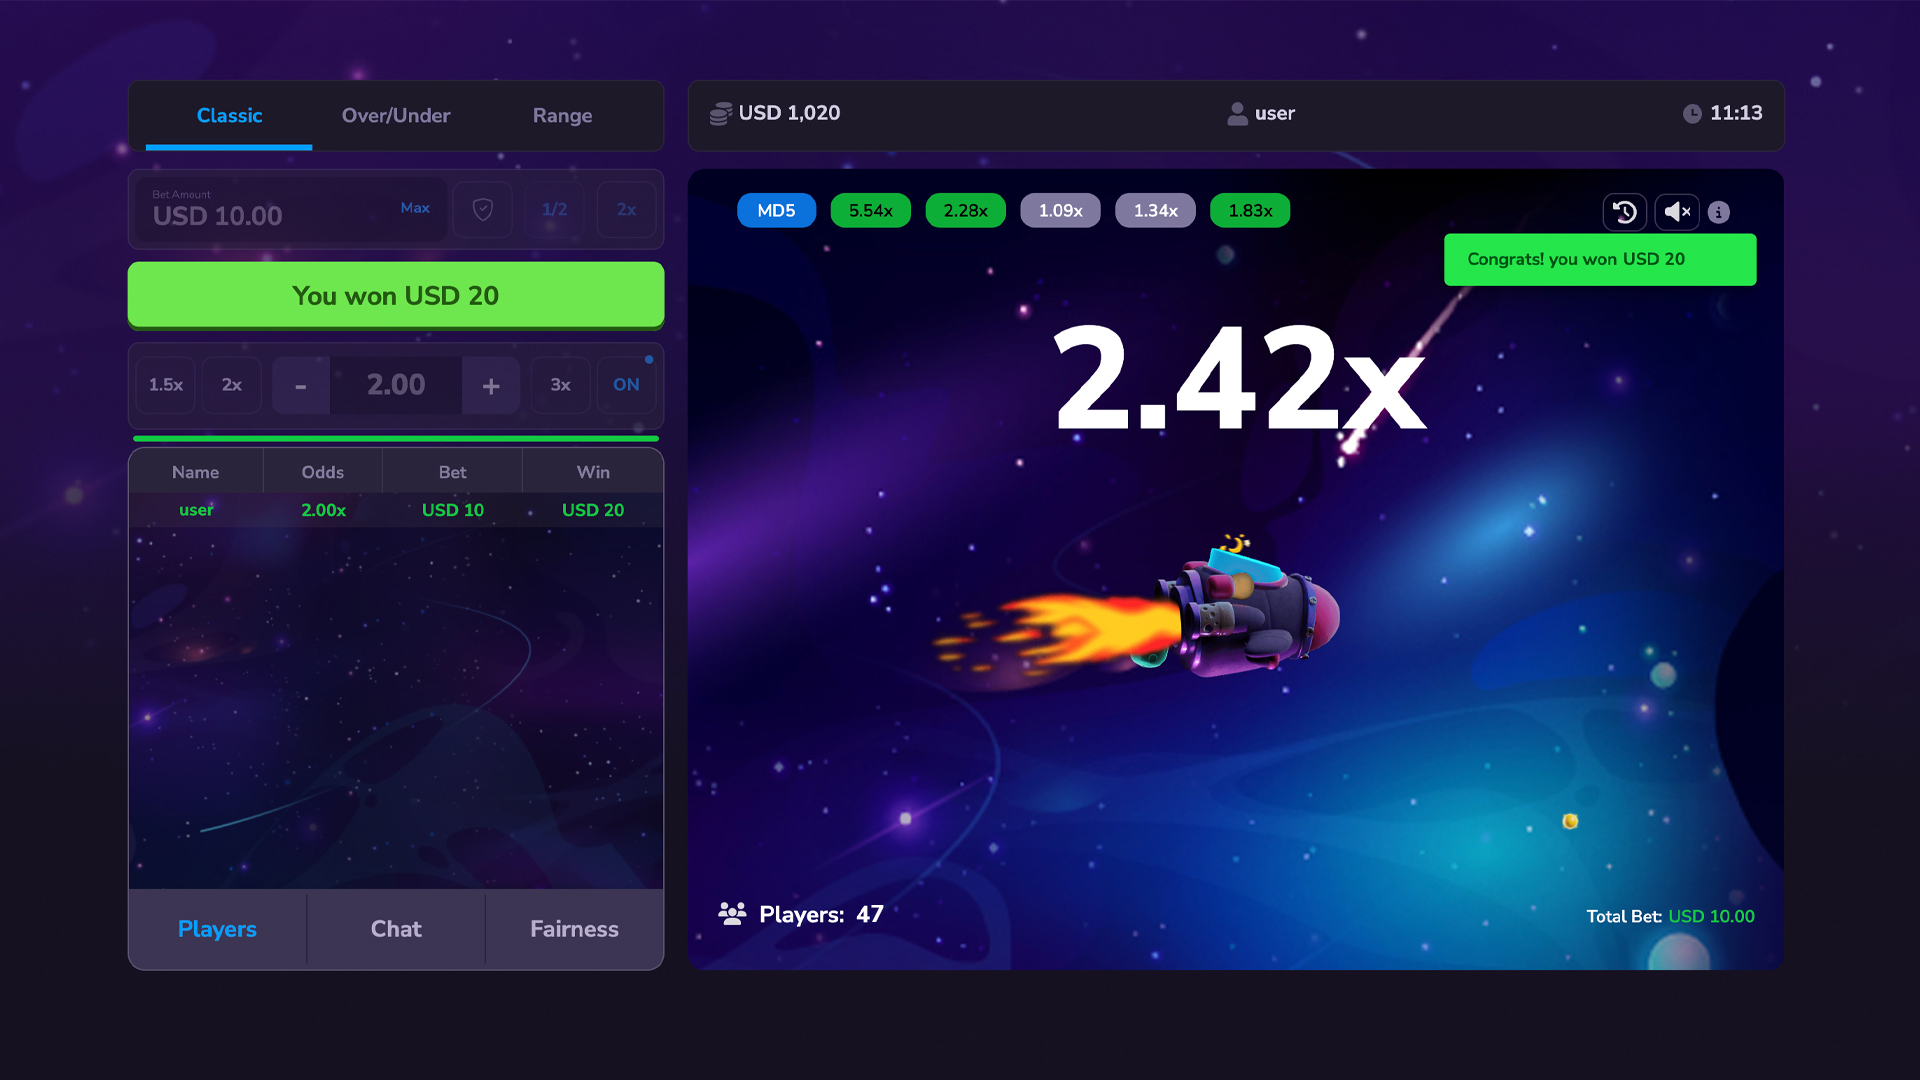 Classic Over/Under Range
USD 1,020 user 11:13
Bet Amount
USD 10.00 Max 1/2 2x
You won USD 20
1.5x 2x - 2.00 + 3x ON
Name Odds Bet Win
user 2.00x USD 10 USD 20
Players Chat Fairness
MD5 5.54x 2.28x 1.09x 1.34x 1.83x
Congrats! you won USD 20
2.42x
Players: 47
Total Bet: USD 10.00